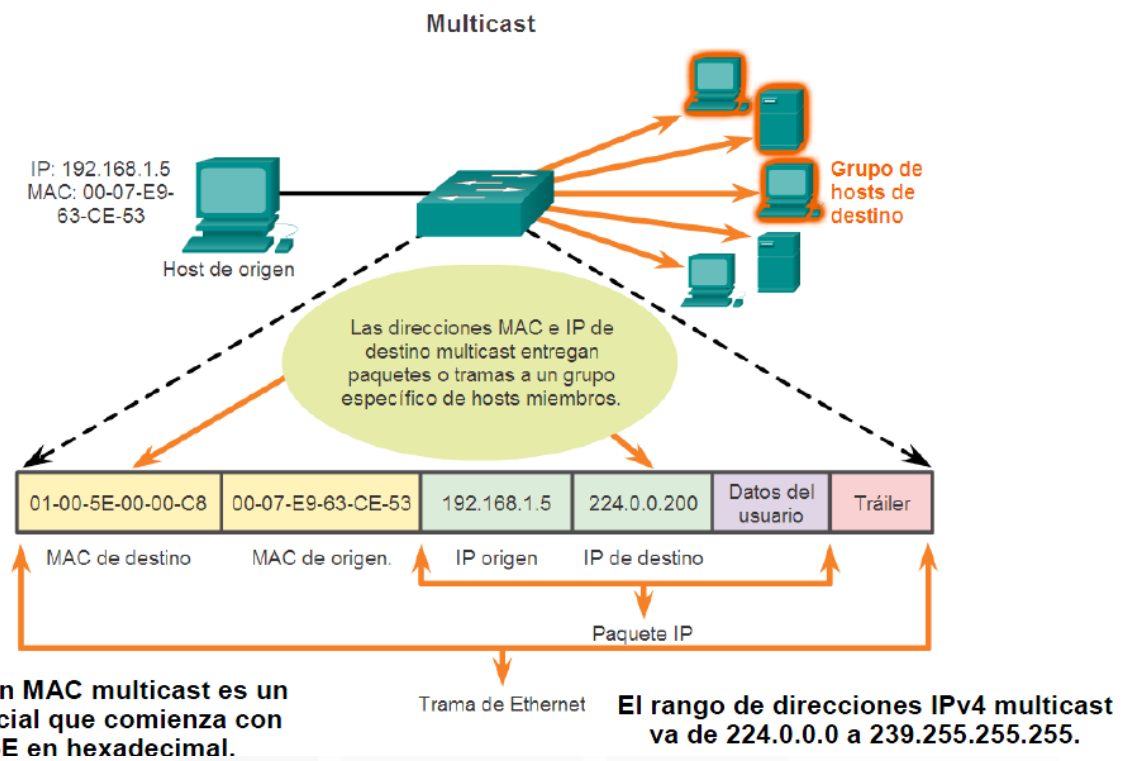 Multicast
IP: 192.168.1.5
MAC: 00-07-E9-
63-CE-53
Host de origen
Grupo de
hosts de
destino
Las direcciones MAC e IP de
destino multicast entregan
paquetes o tramas a un grupo
específico de hosts miembros.
01-00-5E-00-00-C8 00-07-E9-63-CE-53 192.168.1.5 224.0.0.200 Datos del
usuario Tráiler
MAC de destino MAC de origen. IP origen IP de destino
Paquete IP
Trama de Ethernet
n MAC multicast es un
cial que comienza con
E en hexadecimal.
El rango de direcciones IPv4 multicast
va de 224.0.0.0 a 239.255.255.255.